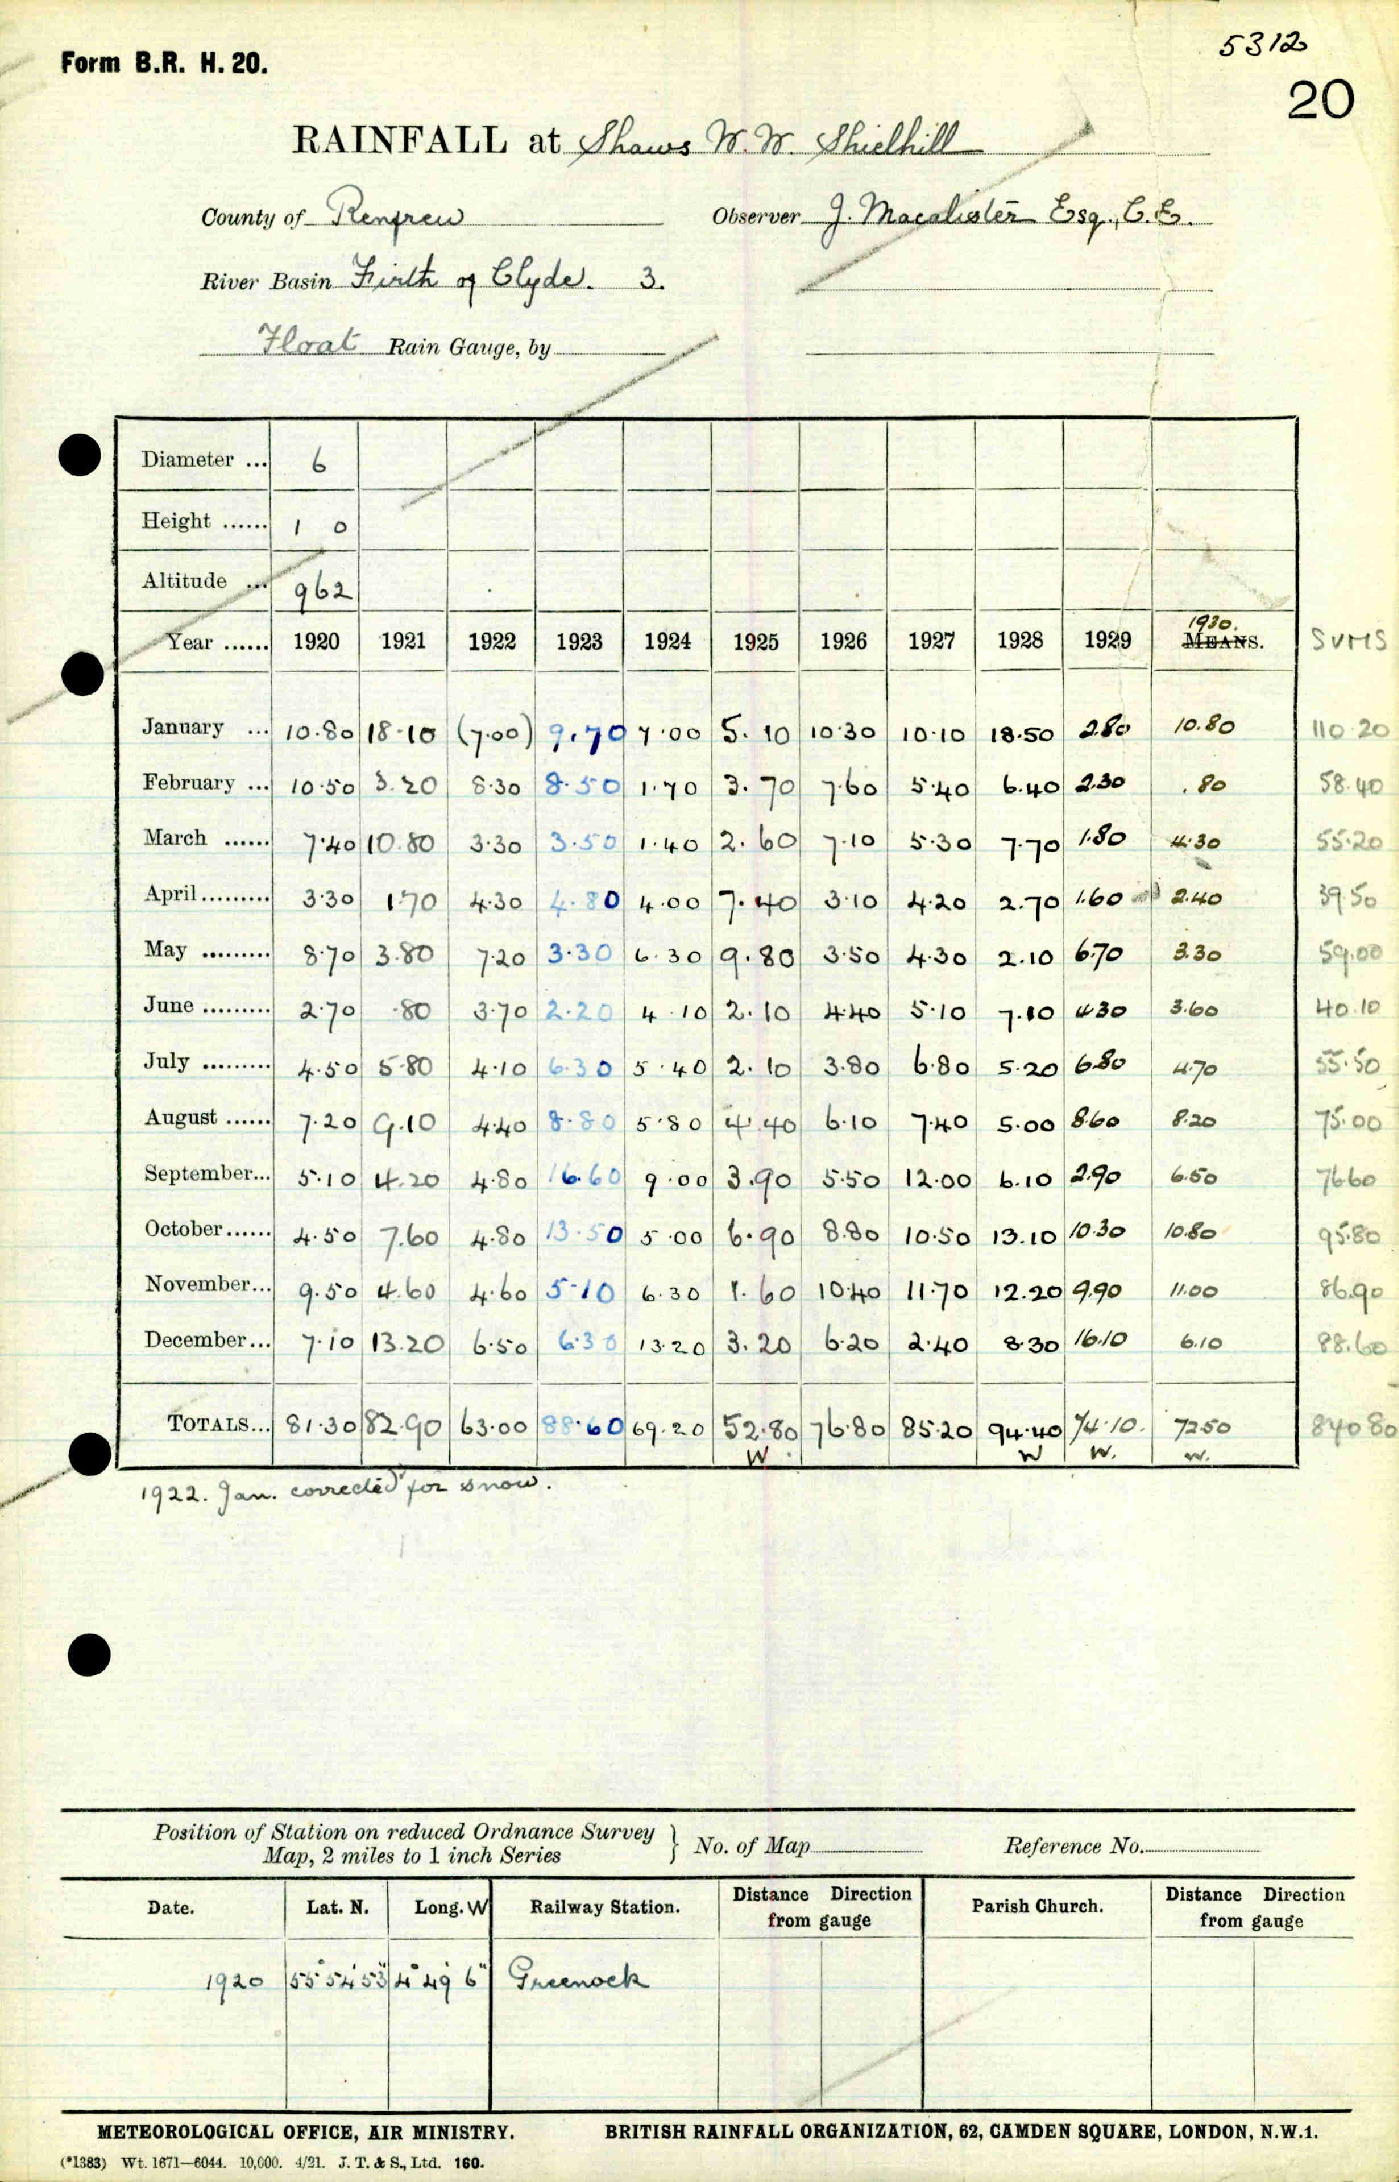 Form B.R. H. 20.
5312
20
RAINFALL at Shaws W.W. Shielhill
County of Renfrew Observer J. Macalister Esq., C.E.
River Basin Firth of Clyde. 3.
Float Rain Gauge, by
Diameter ... 6
Height ...... 1 0
Altitude ... 962
1930.
Year ...... 1920 1921 1922 1923 1924 1925 1926 1927 1928 1929 MEANS. SUMS
January ... 10.80 18.10 (7.00) 9.70 7.00 5.10 10.30 10.10 18.50 2.80 10.80 110.20
February ... 10.50 3.20 8.30 8.50 1.70 3.70 7.60 5.40 6.40 2.30 .80 58.40
March ...... 7.40 10.80 3.30 3.50 1.40 2.60 7.10 5.30 7.70 1.80 4.30 55.20
April ......... 3.30 1.70 4.30 4.80 4.00 7.40 3.10 4.20 2.70 1.60 2.40 39.50
May ......... 8.70 3.80 7.20 3.30 6.30 9.80 3.50 4.30 2.10 6.70 3.30 59.00
June ......... 2.70 .80 3.70 2.20 4.10 2.10 4.40 5.10 7.10 4.30 3.60 40.10
July ......... 4.50 5.80 4.10 6.30 5.40 2.10 3.80 6.80 5.20 6.80 4.70 55.50
August ...... 7.20 9.10 4.40 8.80 5.80 4.40 6.10 7.40 5.00 8.60 8.20 75.00
September... 5.10 4.20 4.80 16.60 9.00 3.90 5.50 12.00 6.10 2.90 6.50 76.60
October ...... 4.50 7.60 4.80 13.50 5.00 6.90 8.80 10.50 13.10 10.30 10.80 95.80
November... 9.50 4.60 4.60 5.10 6.30 1.60 10.40 11.70 12.20 9.90 11.00 86.90
December... 7.10 13.20 6.50 6.30 13.20 3.20 6.20 2.40 8.30 16.10 6.10 88.60
TOTALS... 81.30 82.90 63.00 88.60 69.20 52.80 76.80 85.20 94.40 74.10. 72.50 840.80
W W W. W.
1922. Jan. corrected for snow.
Position of Station on reduced Ordnance Survey Map, 2 miles to 1 inch Series } No. of Map Reference No.
Date. Lat. N. Long. W Railway Station. Distance Direction from gauge Parish Church. Distance Direction from gauge
1920 55° 54' 53" 4° 49' 6" Greenock
METEOROLOGICAL OFFICE, AIR MINISTRY. BRITISH RAINFALL ORGANIZATION, 62, CAMDEN SQUARE, LONDON, N.W.1.
(*1383) Wt. 1671—6044. 10,000. 4/21. J. T. & S., Ltd. 160.